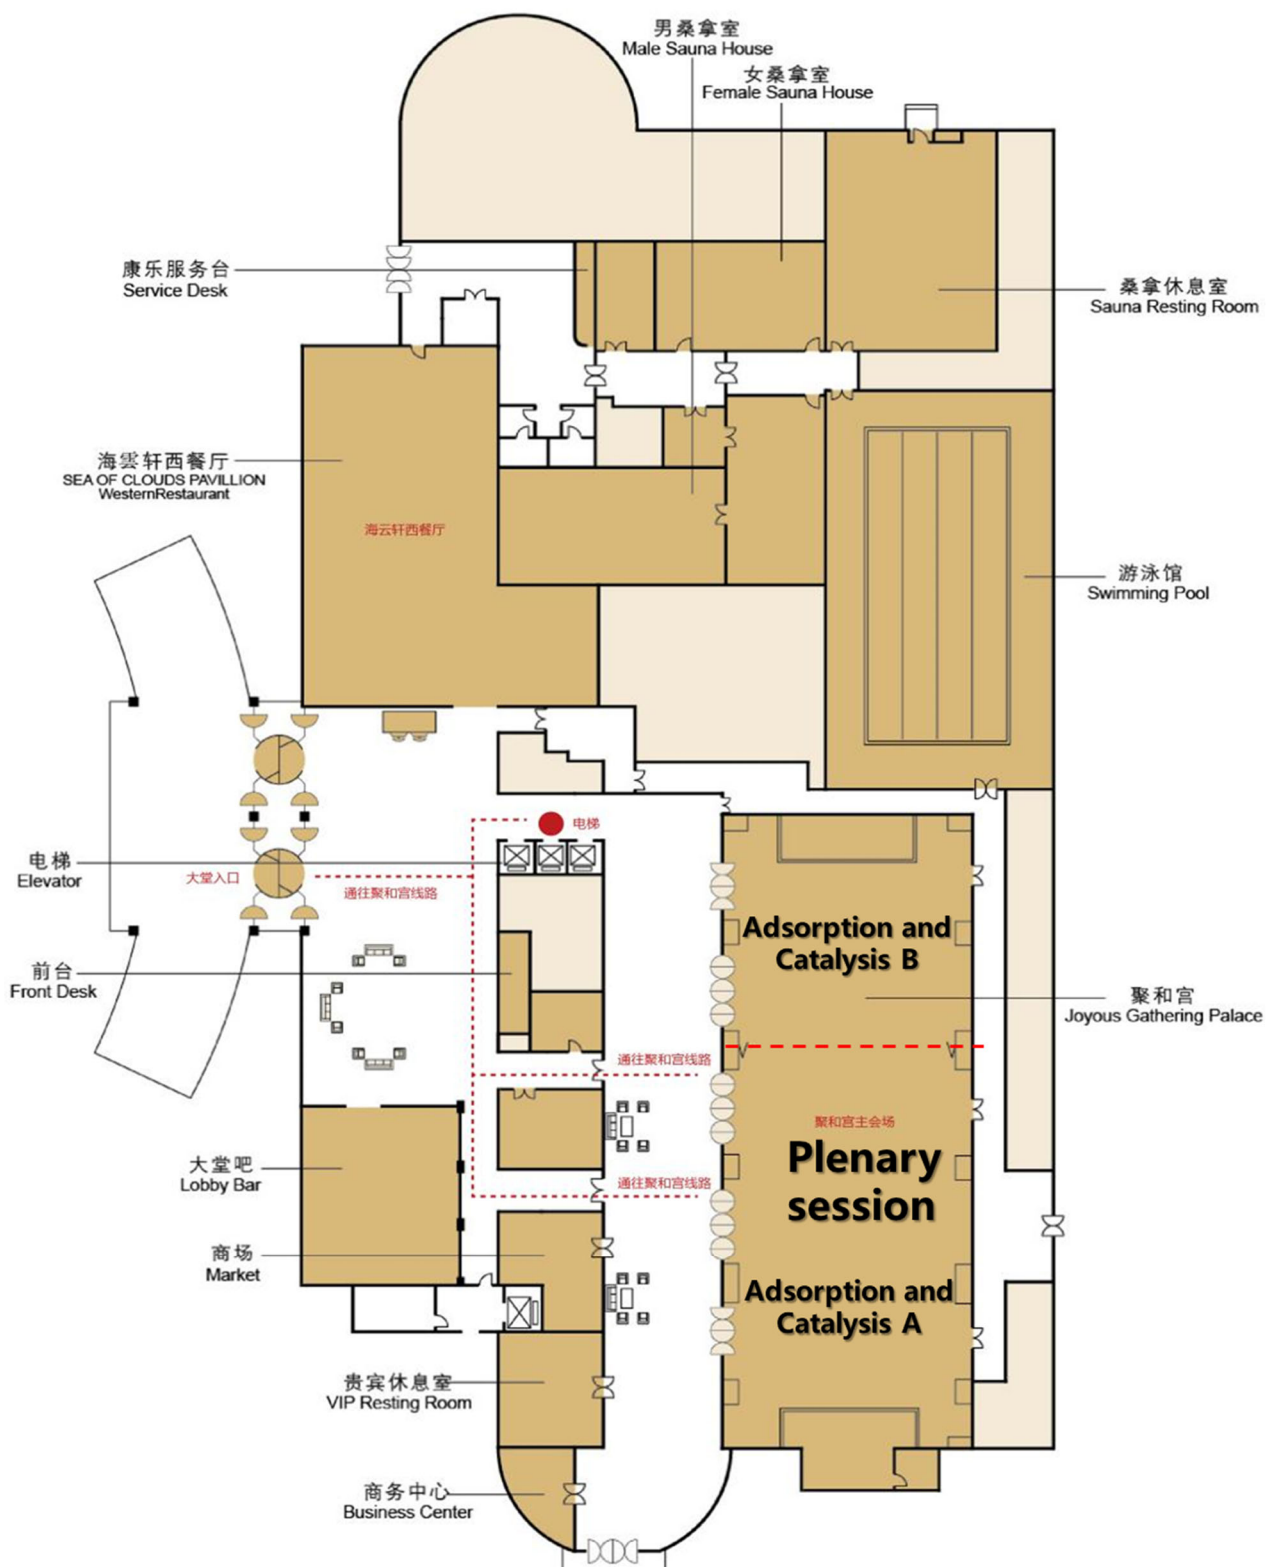 男桑拿室
Male Sauna House
女桑拿室
Female Sauna House
康乐服务台
Service Desk
桑拿休息室
Sauna Resting Room
海雲轩西餐厅
SEA OF CLOUDS PAVILLION
WesternRestaurant
海云轩西餐厅
游泳馆
Swimming Pool
电梯
电梯
Elevator
大堂入口
通往聚和宫线路
Adsorption and
Catalysis B
前台
Front Desk
聚和宫
Joyous Gathering Palace
通往聚和宫线路
聚和宫主会场
Plenary
session
大堂吧
Lobby Bar
通往聚和宫线路
商场
Market
Adsorption and
Catalysis A
贵宾休息室
VIP Resting Room
商务中心
Business Center